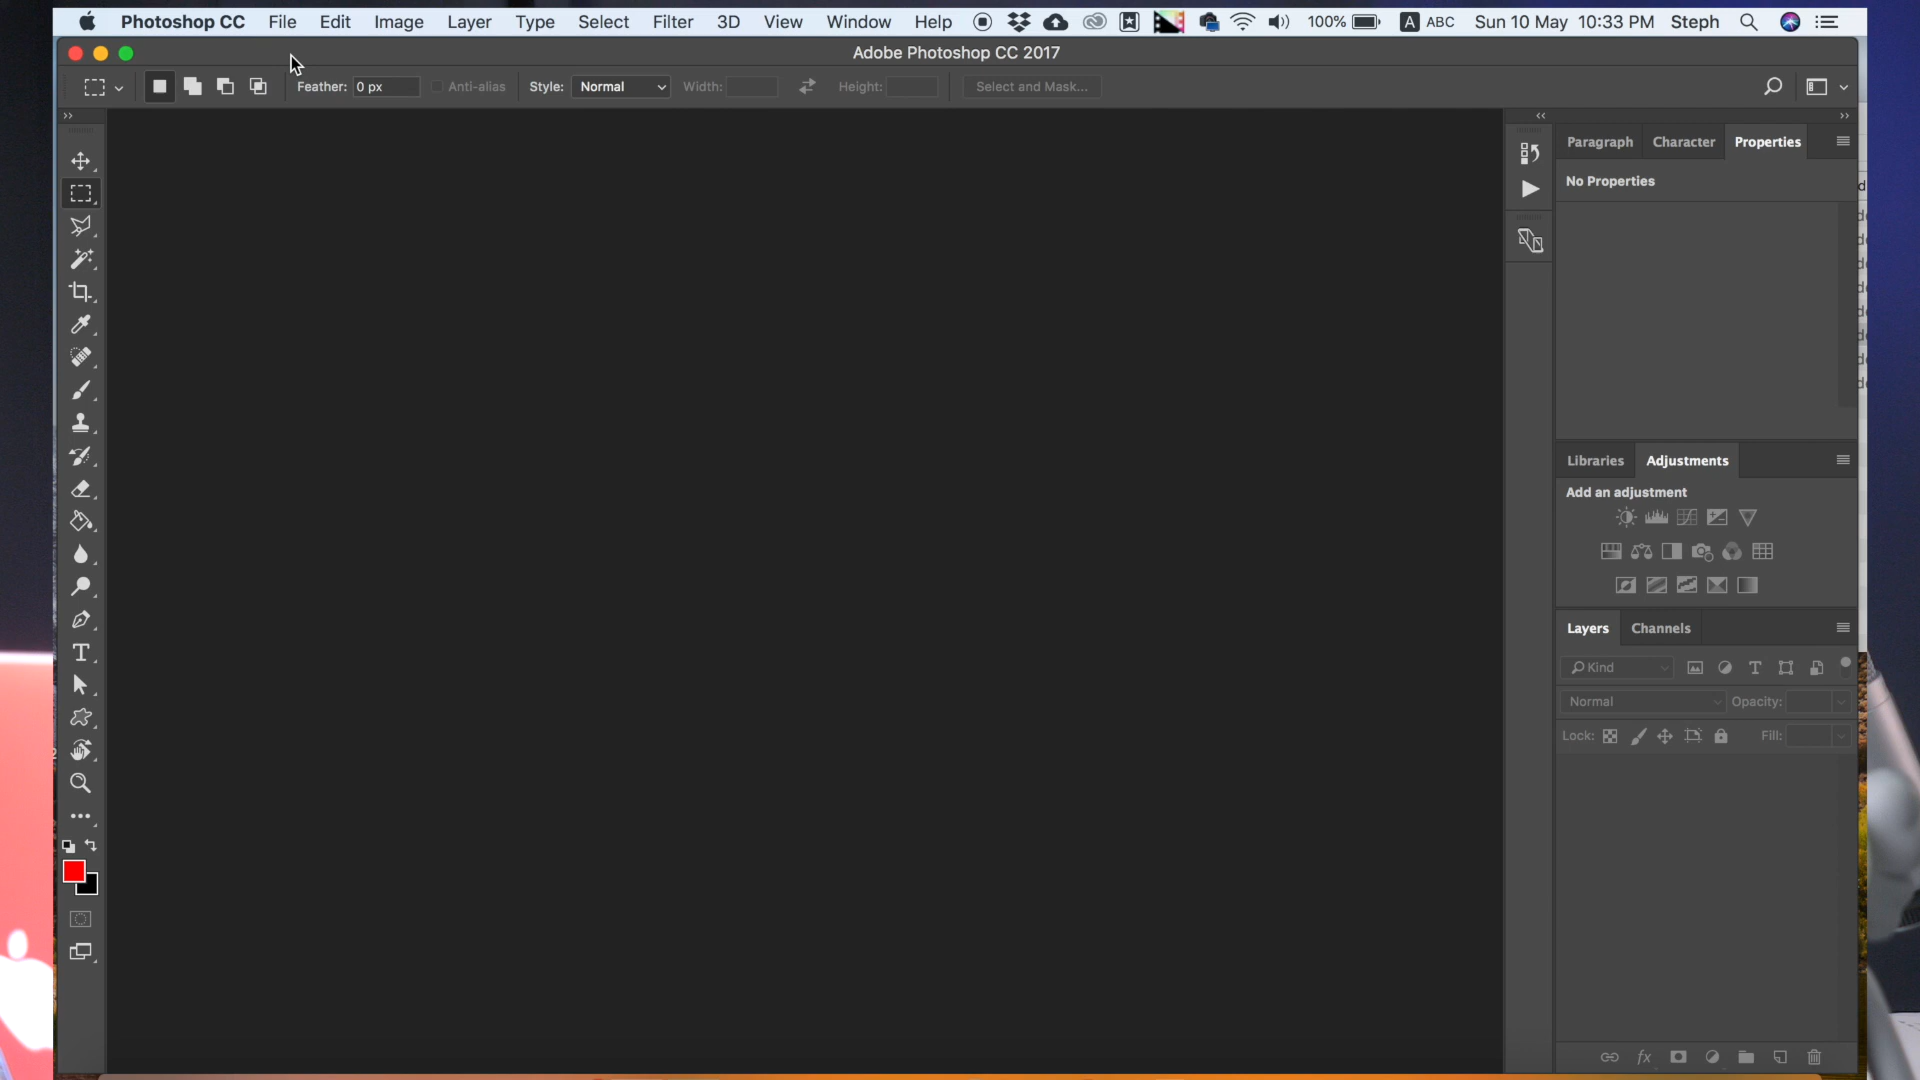 Photoshop CC File Edit Image Layer Type Select Filter 3D View Window Help 100% A ABC Sun 10 May 10:33 PM Steph
Adobe Photoshop CC 2017
Feather: 0 px Anti-alias Style: Normal Width: Height: Select and Mask...
Paragraph Character Properties
No Properties
Libraries Adjustments
Add an adjustment
Layers Channels
Kind
Normal Opacity:
Lock: Fill: